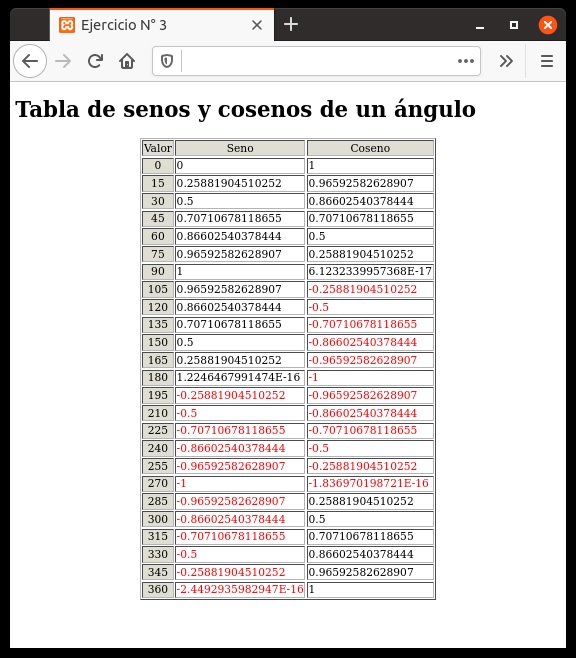 Ejercicio N° 3
Tabla de senos y cosenos de un ángulo
Valor Seno Coseno
0 0 1
15 0.25881904510252 0.96592582628907
30 0.5 0.86602540378444
45 0.70710678118655 0.70710678118655
60 0.86602540378444 0.5
75 0.96592582628907 0.25881904510252
90 1 6.1232339957368E-17
105 0.96592582628907 -0.25881904510252
120 0.86602540378444 -0.5
135 0.70710678118655 -0.70710678118655
150 0.5 -0.86602540378444
165 0.25881904510252 -0.96592582628907
180 1.2246467991474E-16 -1
195 -0.25881904510252 -0.96592582628907
210 -0.5 -0.86602540378444
225 -0.70710678118655 -0.70710678118655
240 -0.86602540378444 -0.5
255 -0.96592582628907 -0.25881904510252
270 -1 -1.836970198721E-16
285 -0.96592582628907 0.25881904510252
300 -0.86602540378444 0.5
315 -0.70710678118655 0.70710678118655
330 -0.5 0.86602540378444
345 -0.25881904510252 0.96592582628907
360 -2.4492935982947E-16 1